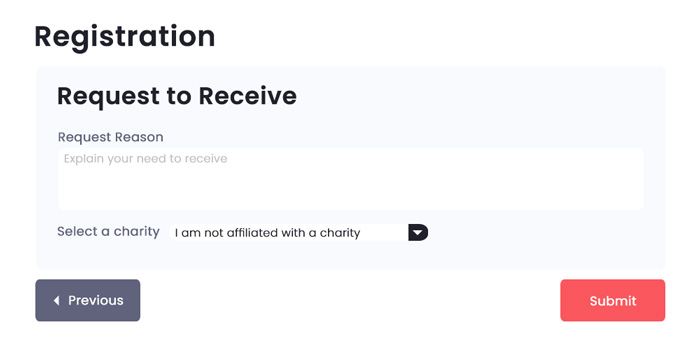 Registration
Request to Receive
Request Reason
Explain your need to receive
Select a charity I am not affiliated with a charity
Previous Submit